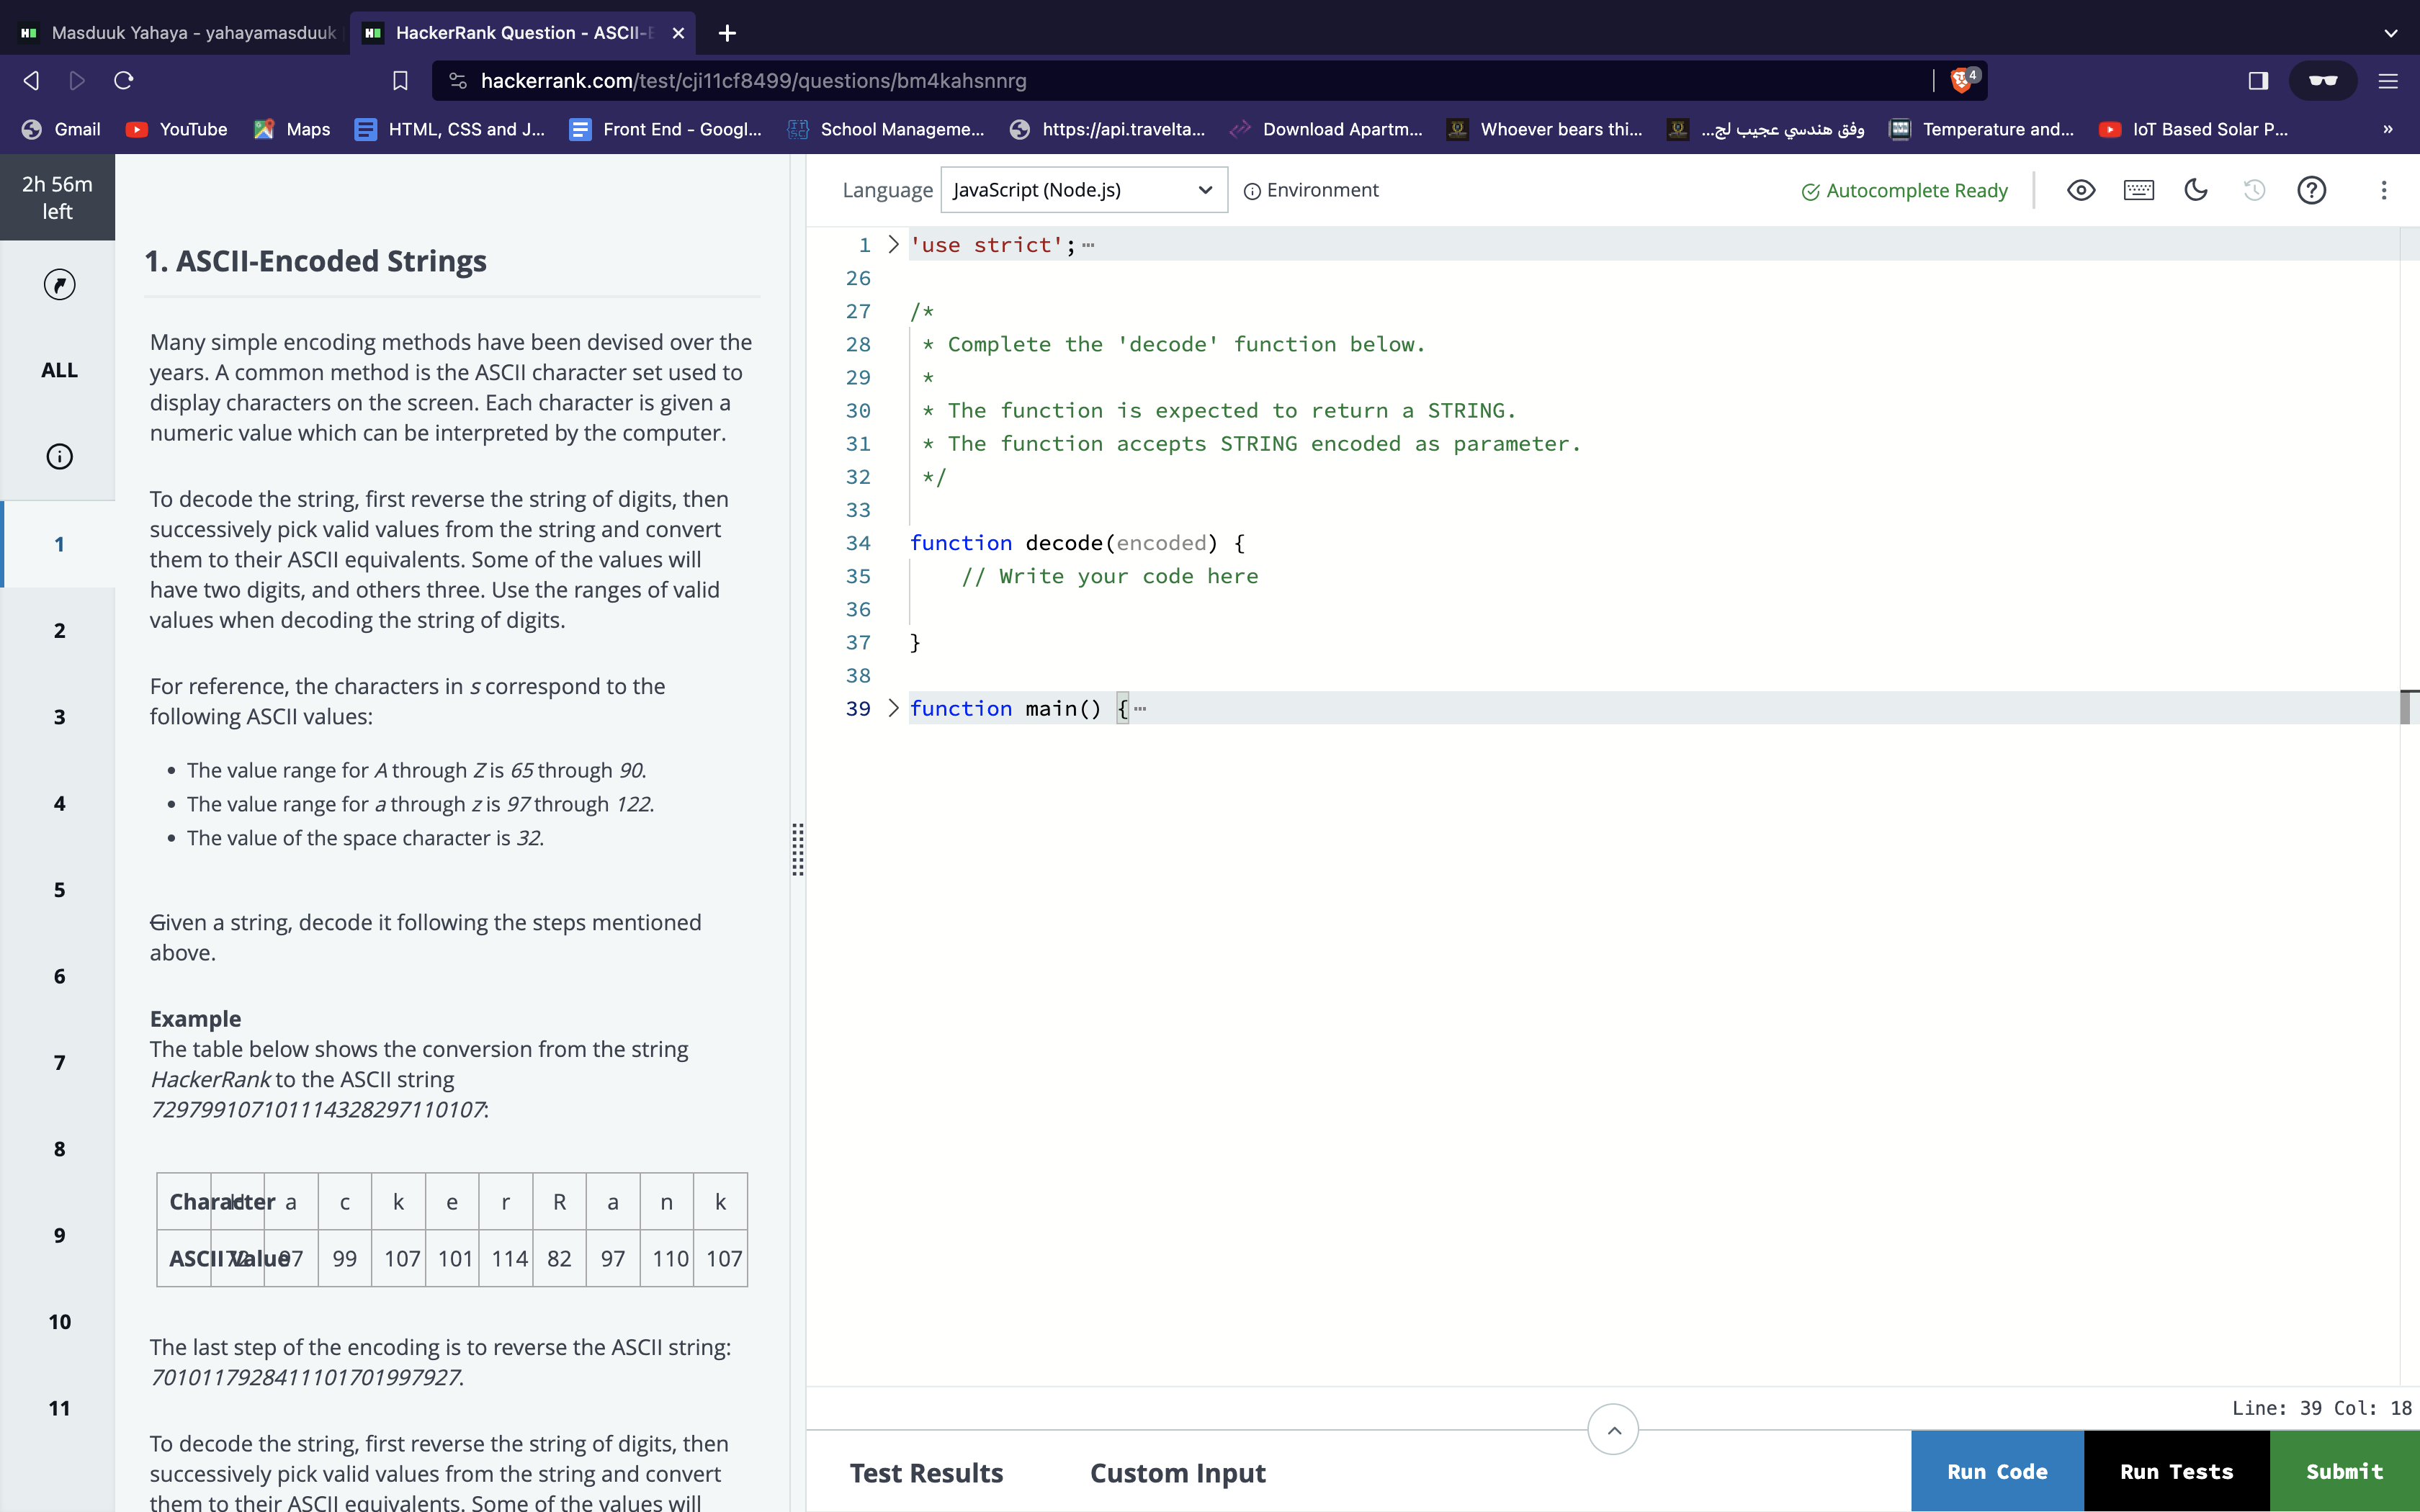 Masduuk Yahaya - yahayamasduuk
HackerRank Question - ASCII-E
hackerrank.com/test/cji11cf8499/questions/bm4kahsnnrg
4
Gmail
YouTube
Maps
HTML, CSS and J...
Front End - Googl...
School Manageme...
https://api.travelta...
Download Apartm...
Whoever bears thi...
وفق هندسي عجيب لج...
Temperature and...
IoT Based Solar P...
»
2h 56m
left
ALL
1
2
3
4
5
6
7
8
9
10
11
1. ASCII-Encoded Strings
Many simple encoding methods have been devised over the
years. A common method is the ASCII character set used to
display characters on the screen. Each character is given a
numeric value which can be interpreted by the computer.
To decode the string, first reverse the string of digits, then
successively pick valid values from the string and convert
them to their ASCII equivalents. Some of the values will
have two digits, and others three. Use the ranges of valid
values when decoding the string of digits.
For reference, the characters in s correspond to the
following ASCII values:
• The value range for A through Z is 65 through 90.
• The value range for a through z is 97 through 122.
• The value of the space character is 32.
Given a string, decode it following the steps mentioned
above.
Example
The table below shows the conversion from the string
HackerRank to the ASCII string
729799107101114328297110107:
Character H a c k e r R a n k
ASCII Value 72 97 99 107 101 114 82 97 110 107
The last step of the encoding is to reverse the ASCII string:
701011792841111017019979 27.
To decode the string, first reverse the string of digits, then
successively pick valid values from the string and convert
them to their ASCII equivalents. Some of the values will
Language JavaScript (Node.js) Environment
Autocomplete Ready
1 'use strict';
26
27 /*
28 * Complete the 'decode' function below.
29 *
30 * The function is expected to return a STRING.
31 * The function accepts STRING encoded as parameter.
32 */
33
34 function decode(encoded) {
35 // Write your code here
36
37 }
38
39 function main() {
Line: 39 Col: 18
Test Results
Custom Input
Run Code
Run Tests
Submit